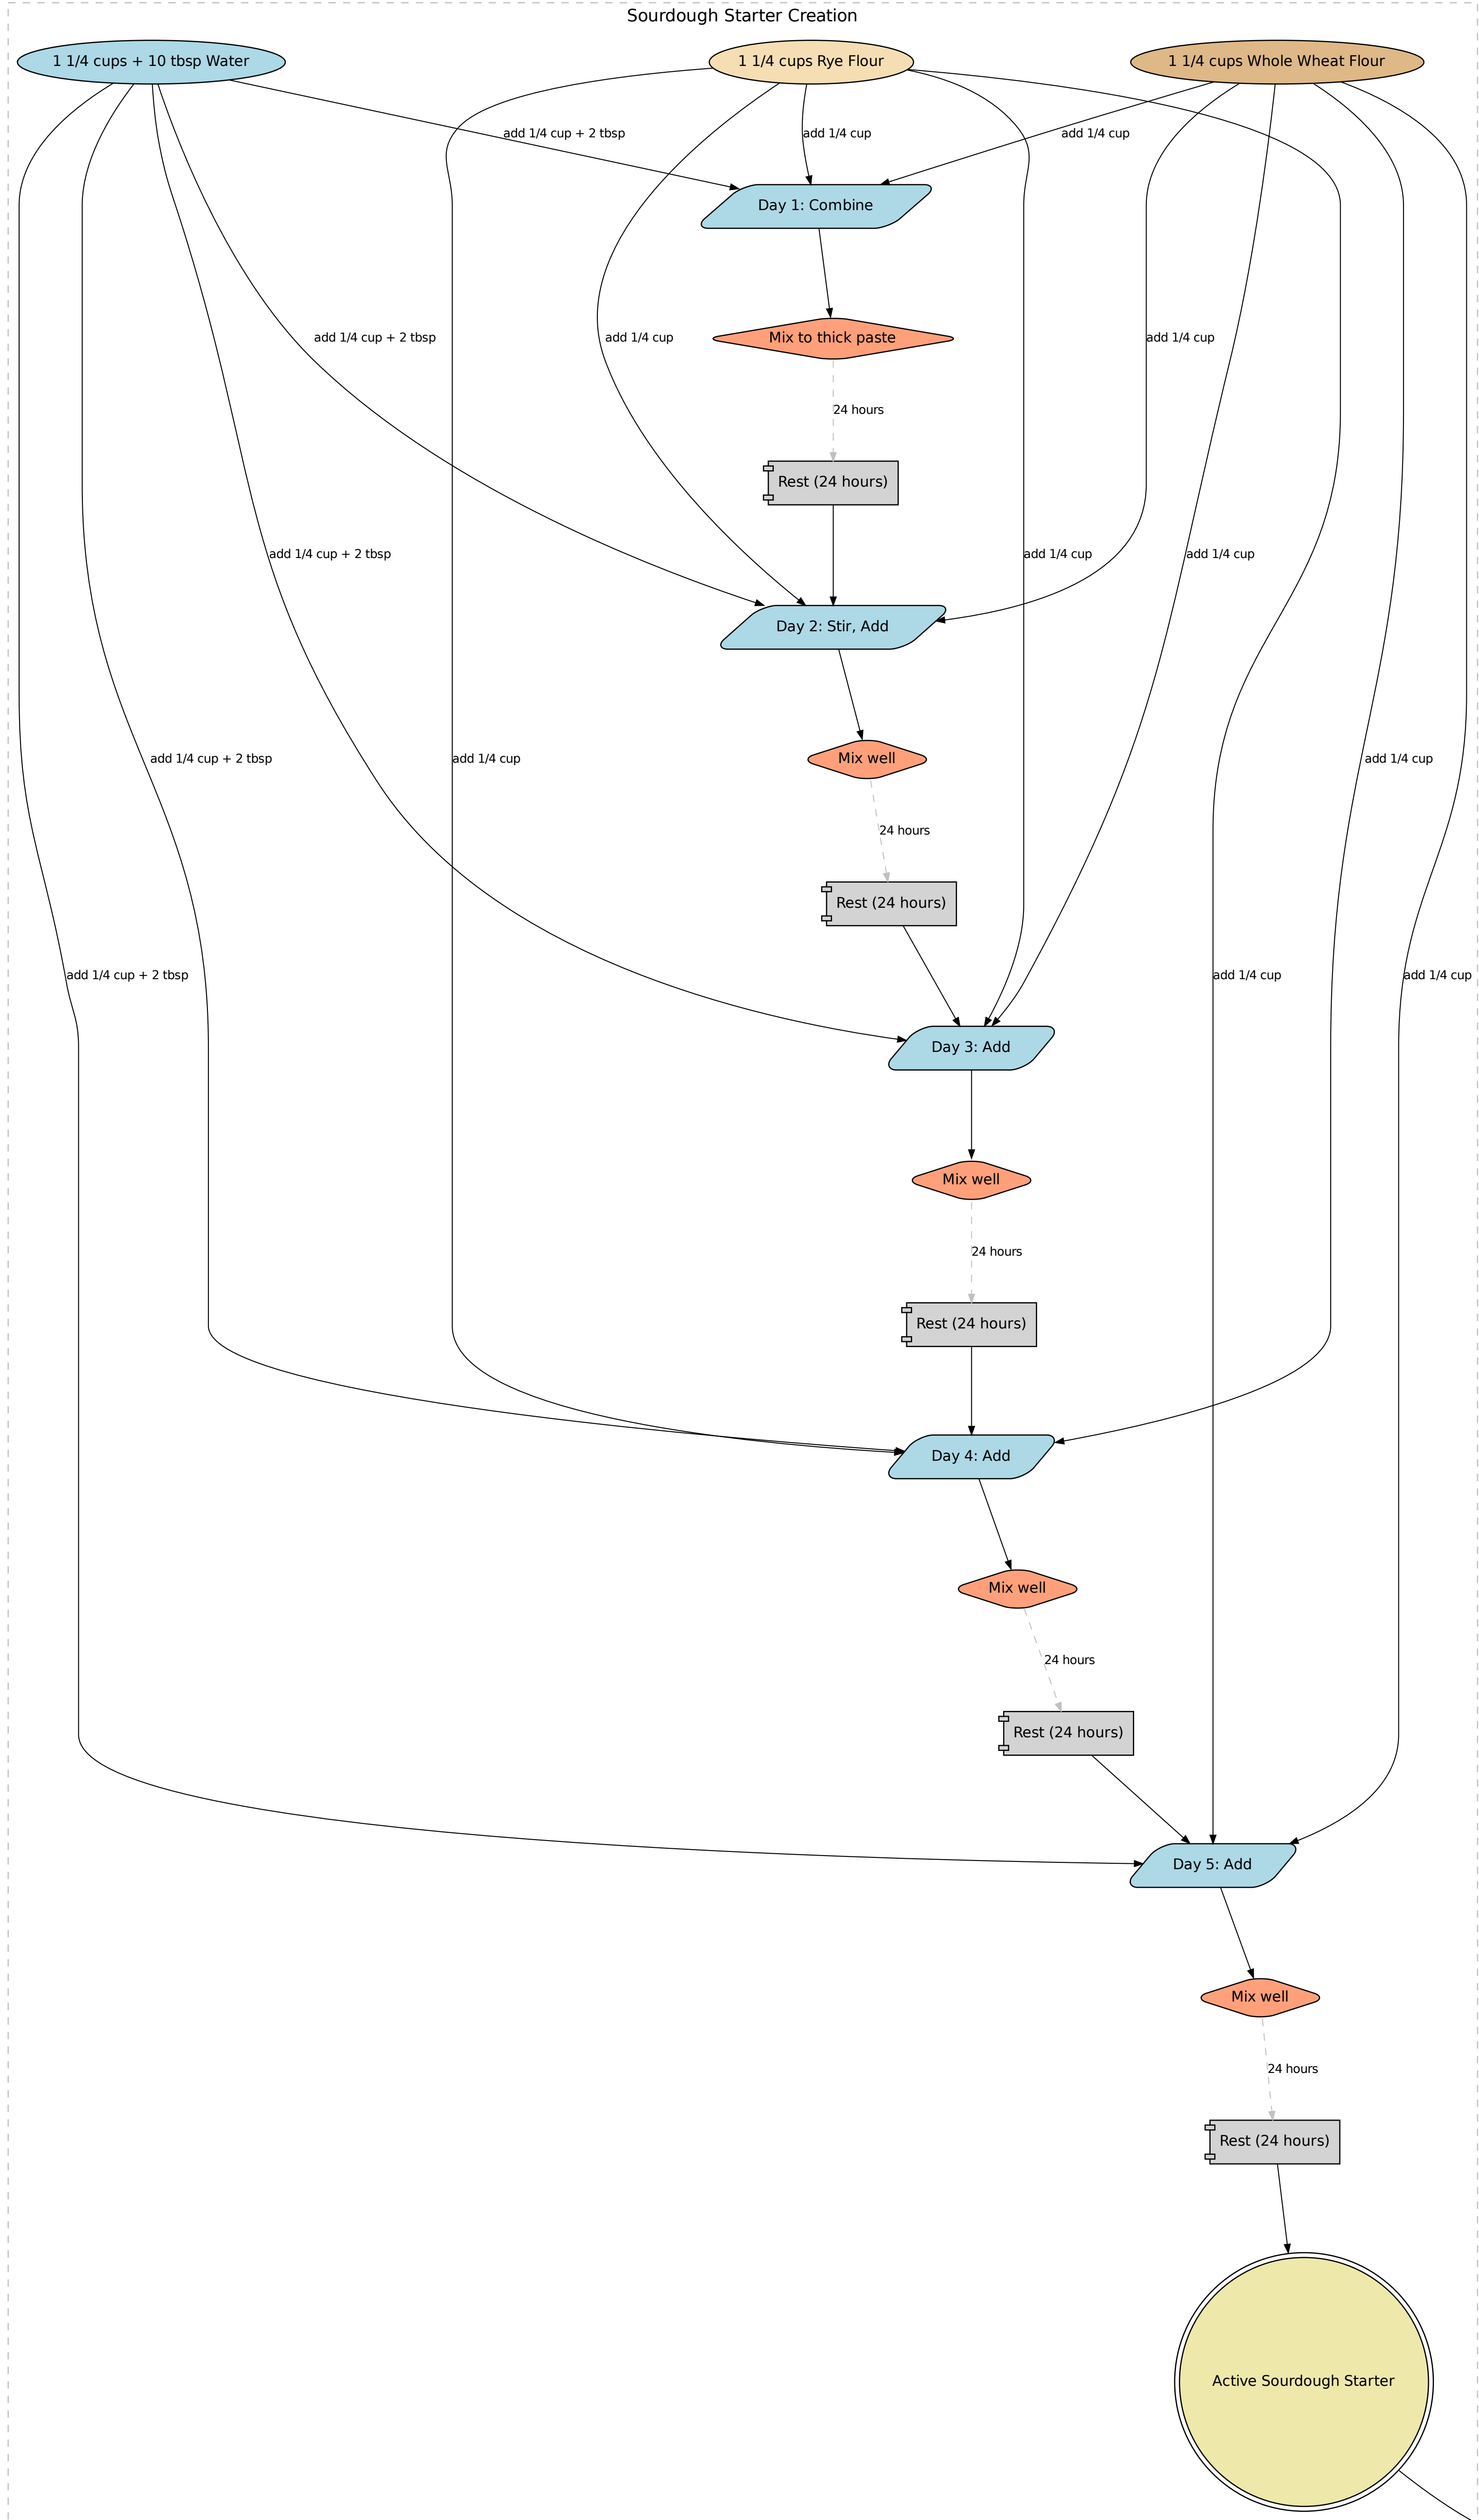 Sourdough Starter Creation
1 1/4 cups + 10 tbsp Water
1 1/4 cups Rye Flour
1 1/4 cups Whole Wheat Flour
add 1/4 cup + 2 tbsp
add 1/4 cup
add 1/4 cup
Day 1: Combine
add 1/4 cup + 2 tbsp
add 1/4 cup
Mix to thick paste
add 1/4 cup
24 hours
Rest (24 hours)
add 1/4 cup + 2 tbsp
add 1/4 cup
add 1/4 cup
Day 2: Stir, Add
add 1/4 cup + 2 tbsp
add 1/4 cup
Mix well
add 1/4 cup
24 hours
Rest (24 hours)
add 1/4 cup + 2 tbsp
add 1/4 cup
add 1/4 cup
Day 3: Add
Mix well
24 hours
Rest (24 hours)
Day 4: Add
Mix well
24 hours
Rest (24 hours)
Day 5: Add
Mix well
24 hours
Rest (24 hours)
Active Sourdough Starter